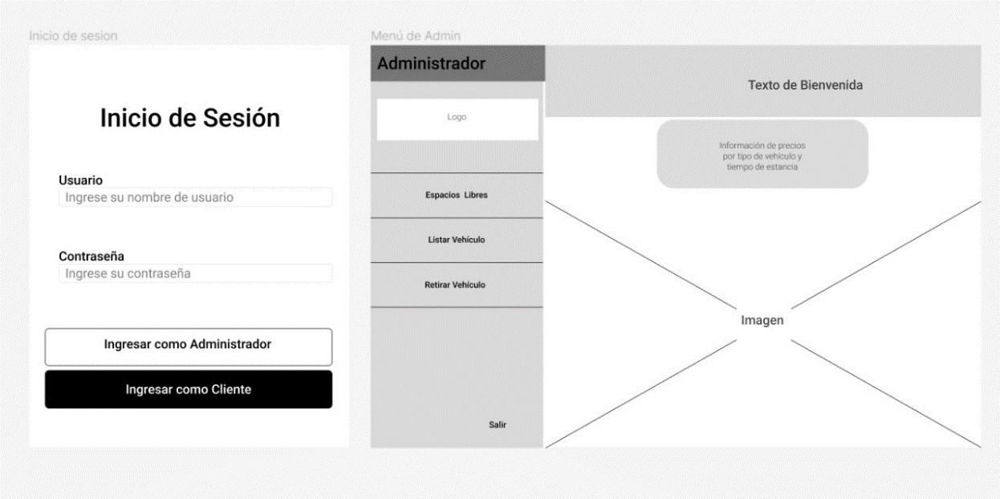 Inicio de sesion
Inicio de Sesión
Usuario
Ingrese su nombre de usuario
Contraseña
Ingrese su contraseña
Ingresar como Administrador
Ingresar como Cliente
Menú de Admin
Administrador
Logo
Espacios Libres
Listar Vehículo
Retirar Vehículo
Salir
Texto de Bienvenida
Información de precios
por tipo de vehículo y
tiempo de estancia
Imagen